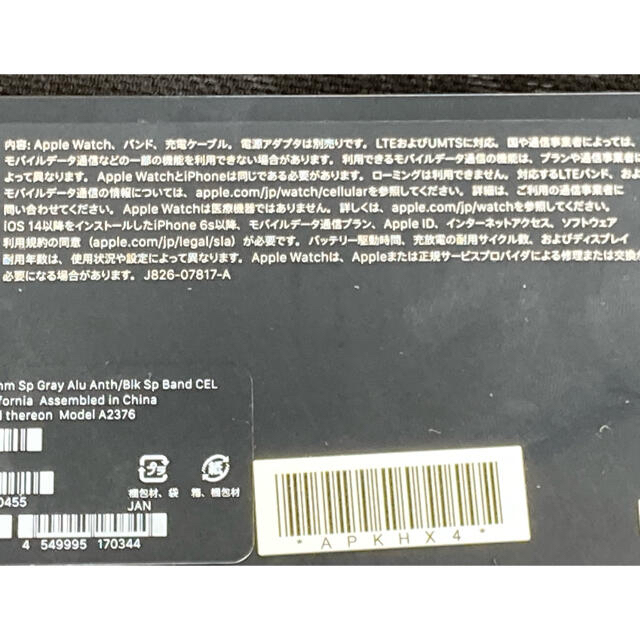 内容: Apple Watch、バンド、充電ケーブル。電源アダプタは別売りです。LTEおよびUMTSに対応。国や通信事業者によっては、
モバイルデータ通信などの一部の機能を利用できない場合があります。利用できるモバイルデータ通信の機能は、プランや通信事業者に
よって異なります。Apple WatchとiPhoneは同じである必要があります。ローミングは利用できません。対応するLTEバンド、および
モバイルデータ通信の情報については、apple.com/jp/watch/cellularを参照してください。詳細は、ご利用の通信事業者に
問い合わせてください。Apple Watchは医療機器ではありません。詳しくは、apple.com/jp/watchを参照してください。
iOS 14以降をインストールしたiPhone 6s以降、モバイルデータ通信プラン、Apple ID、インターネットアクセス、ソフトウェア
利用規約の同意（apple.com/jp/legal/sla）が必要です。バッテリー駆動時間、充放電の耐用サイクル数、およびディスプレイ
耐用年数は、使用状況や設定によって異なります。Apple Watchは、Appleまたは正規サービスプロバイダによる修理または交換が
必要になる場合があります。 J826-07817-A
mm Sp Gray Alu Anth/Blk Sp Band CEL
fornia Assembled in China
thereon Model A2376
プラ
紙
梱包材、袋 箱、梱包材
0455
JAN
4 549995 170344
*APKHX4*